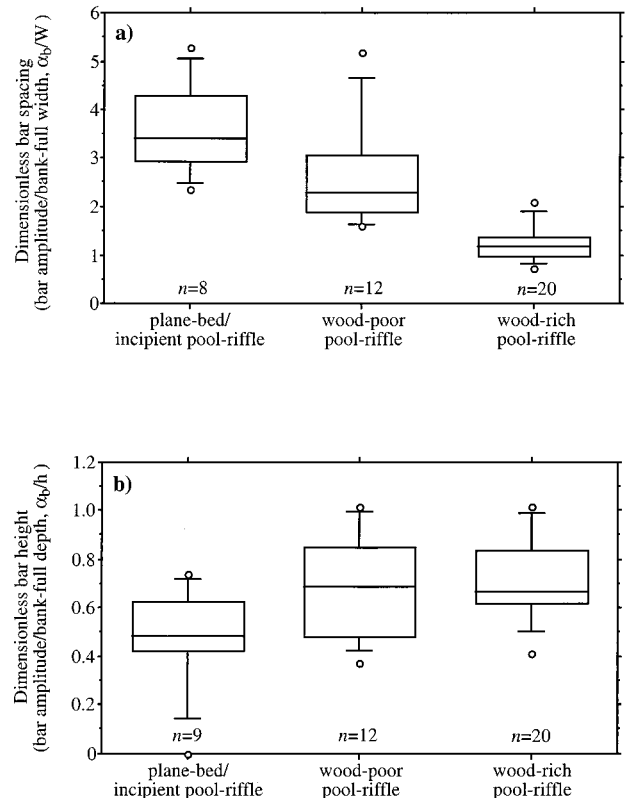 a)
Dimensionless bar spacing
(bar amplitude/bank-full width, αb/W)
6
5
4
3
2
1
0
n=8
n=12
n=20
plane-bed/
incipient pool-riffle
wood-poor
pool-riffle
wood-rich
pool-riffle
b)
Dimensionless bar height
(bar amplitude/bank-full depth, αb/h)
1.2
1.0
0.8
0.6
0.4
0.2
0
n=9
n=12
n=20
plane-bed/
incipient pool-riffle
wood-poor
pool-riffle
wood-rich
pool-riffle